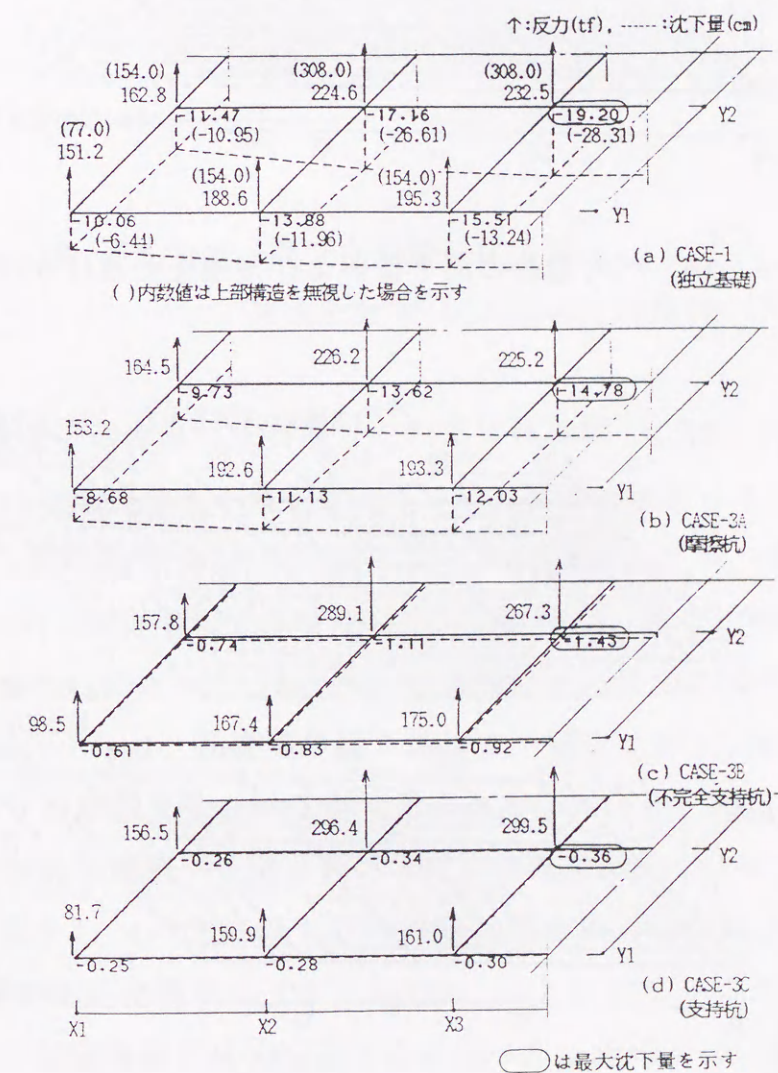 ↑:反力(tf), ------:沈下量(cm)
(154.0) (308.0) (308.0)
162.8 224.6 232.5
-11.47 -17.16 -19.20 Y2
(77.0) (-10.95) (-26.61) (-28.31)
151.2
(154.0) (154.0)
188.6 195.3
-10.06 -13.88 -15.51 Y1
(-6.44) (-11.96) (-13.24)
(a) CASE-1
(独立基礎)
( )内数値は上部構造を無視した場合を示す
164.5 226.2 225.2
-9.73 -13.62 -14.78 Y2
153.2
192.6 193.3
-8.68 -11.13 -12.03 Y1
(b) CASE-3A
(摩擦杭)
157.8 289.1 267.3
-0.74 -1.11 -1.43 Y2
98.5 167.4 175.0
-0.61 -0.83 -0.92 Y1
(c) CASE-3B
(不完全支持杭)
156.5 296.4 299.5
-0.26 -0.34 -0.36 Y2
81.7
159.9 161.0
-0.25 -0.28 -0.30 Y1
(d) CASE-3C
(支持杭)
X1 X2 X3
は最大沈下量を示す